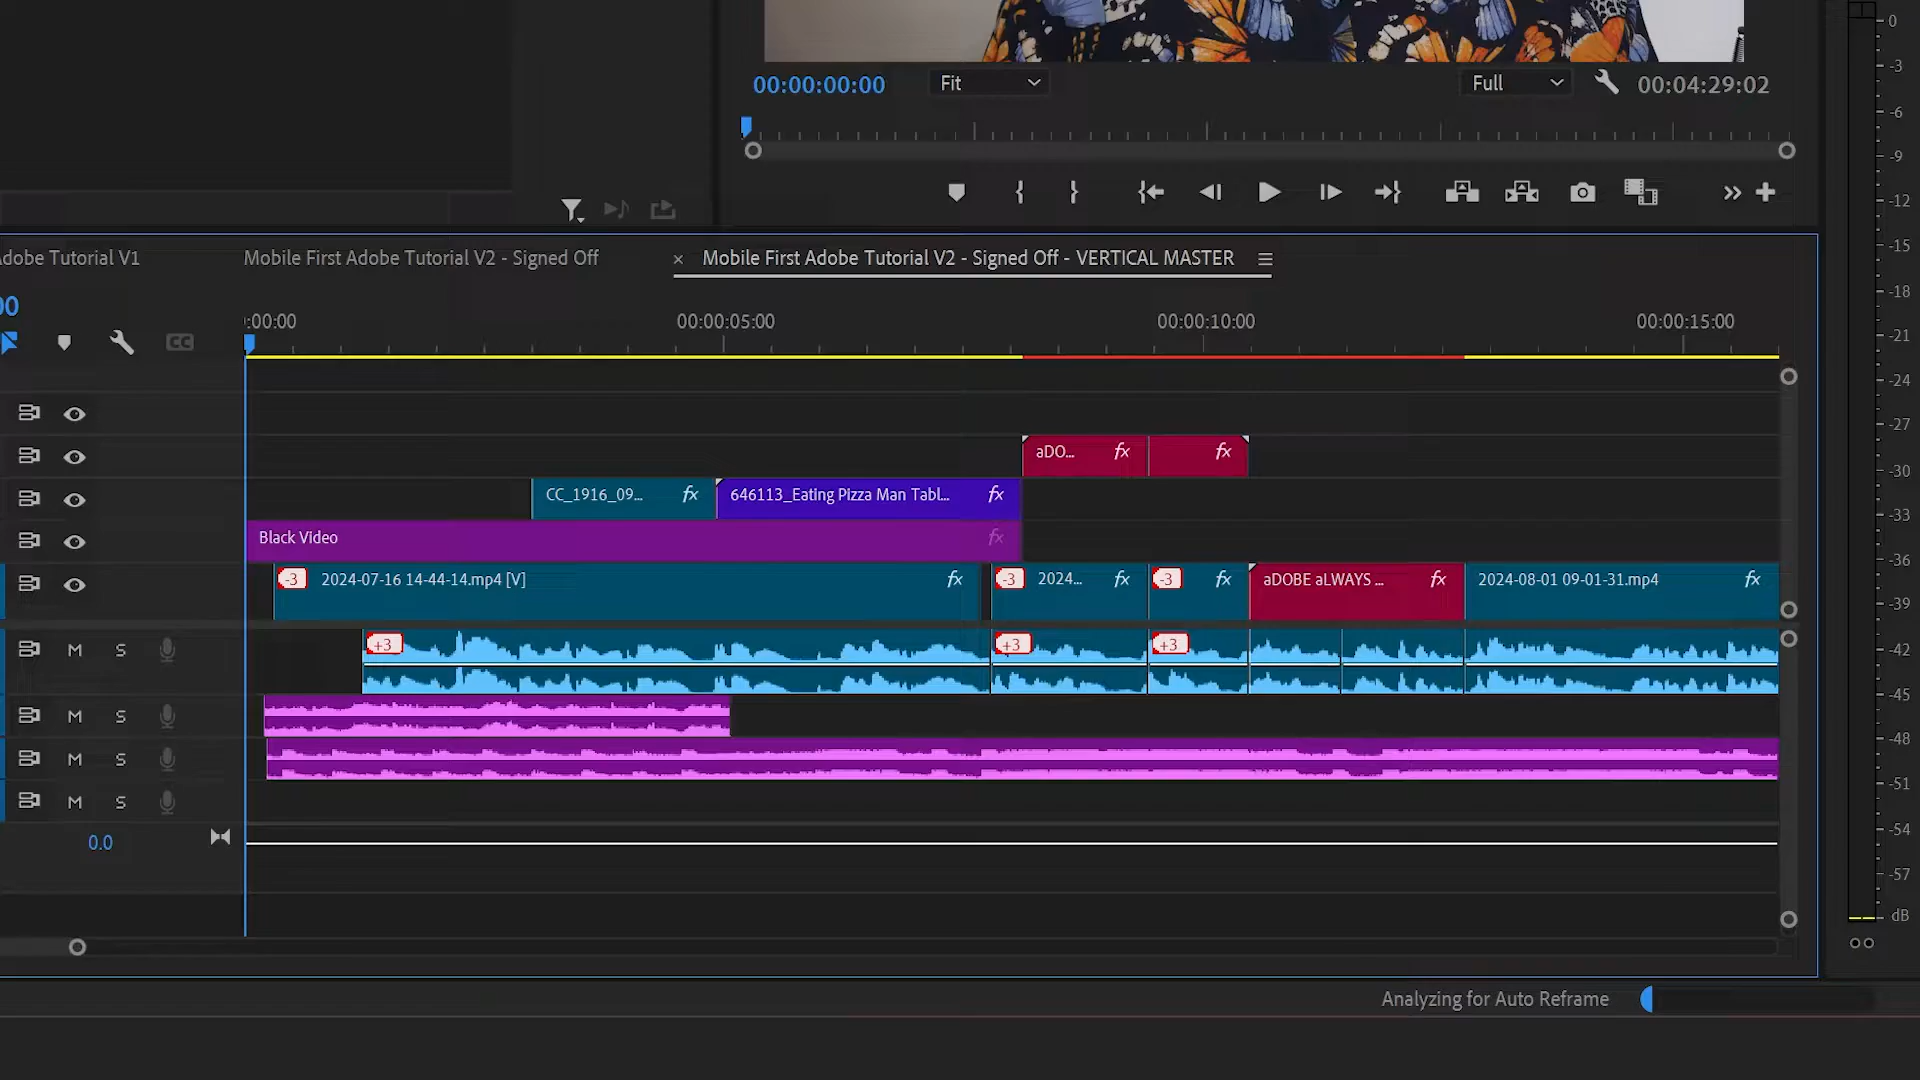 0
-3
-6
-9
-12
-15
-18
-21
-24
-27
-30
-33
-36
-39
-42
-45
-48
-51
-54
-57
dB
00:00:00:00
Fit
Full
00:04:29:02
dobe Tutorial V1
Mobile First Adobe Tutorial V2 - Signed Off
× Mobile First Adobe Tutorial V2 - Signed Off - VERTICAL MASTER
00
CC
:00:00
00:00:05:00
00:00:10:00
00:00:15:00
aDO... fx
fx
CC_1916_09... fx
646113_Eating Pizza Man Tabl... fx
Black Video fx
-3 2024-07-16 14-44-14.mp4 [V] fx
-3 2024... fx
-3 fx
aDOBE aLWAYS ... fx
2024-08-01 09-01-31.mp4 fx
M S
+3
+3
+3
M S
M S
M S
0.0
Analyzing for Auto Reframe